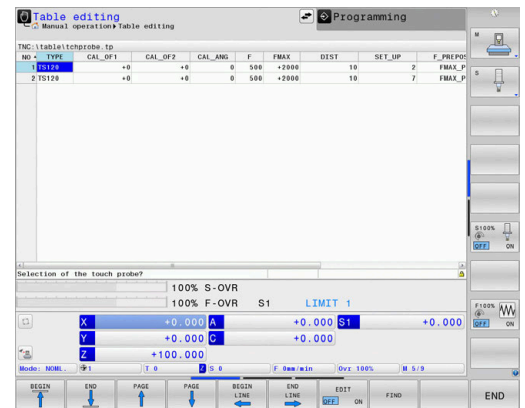 Table editing
Manual operation▸Table editing
Programming
TNC:\table\tchprobe.tp
NO TYPE CAL_OF1 CAL_OF2 CAL_ANG F FMAX DIST SET_UP F_PREPOS
1 TS120 +0 +0 0 500 +2000 10 2 FMAX_P
2 TS120 +0 +0 0 500 +2000 10 7 FMAX_P
M
S
Selection of the touch probe?
100% S-OVR
100% F-OVR S1 LIMIT 1
S100%
OFF ON
F100%
OFF ON
X +0.000 A +0.000 S1 +0.000
Y +0.000 C +0.000
Z +100.000
Mode: NOML. 1 T 0 Z S 0 F 0mm/min Ovr 100% M 5/9
BEGIN END PAGE PAGE BEGIN LINE END LINE EDIT OFF ON FIND END